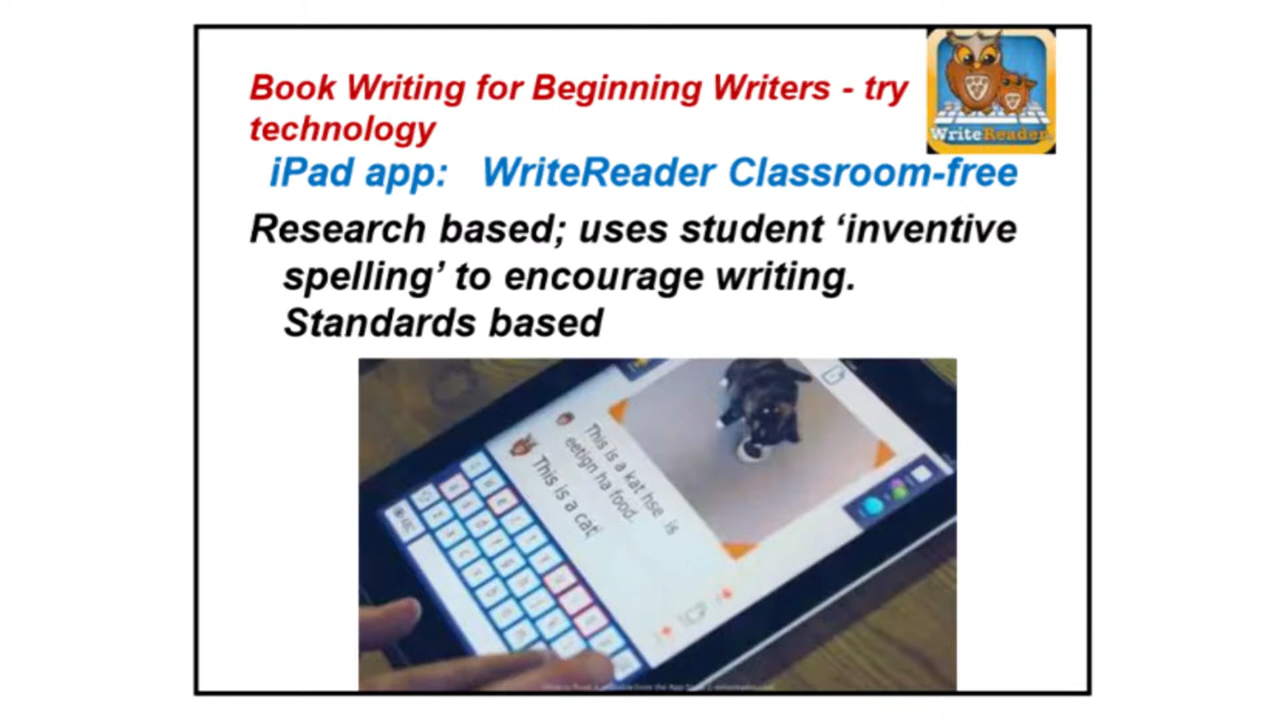 Book Writing for Beginning Writers - try
technology
WriteReader
iPad app: WriteReader Classroom-free
Research based; uses student ‘inventive
spelling’ to encourage writing.
Standards based
This is a kat hse is
eetign ha food.
This is a cat